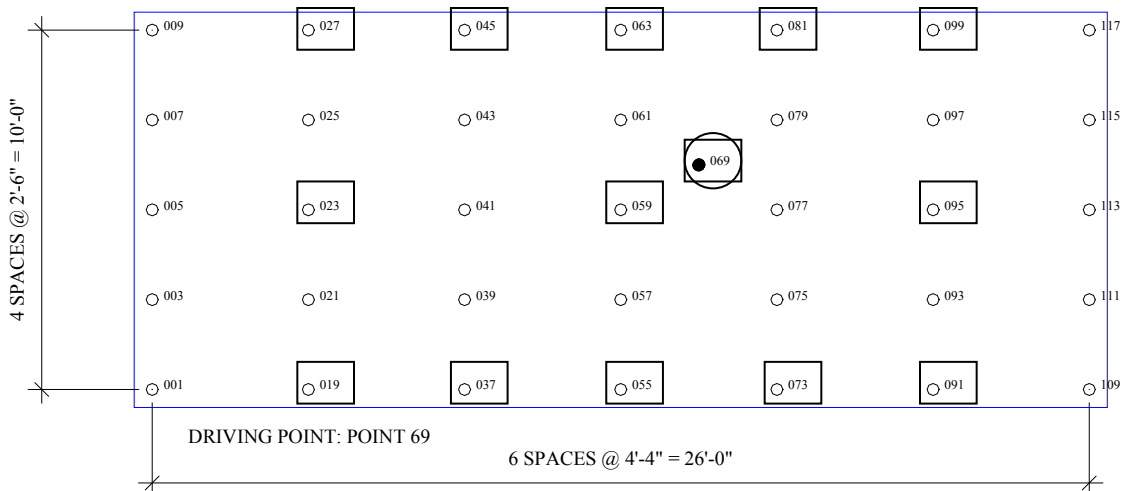 009 027 045 063 081 099 117
007 025 043 061 079 097 115
069
005 023 041 059 077 095 113
003 021 039 057 075 093 111
001 019 037 055 073 091 109
4 SPACES @ 2'-6" = 10'-0"
DRIVING POINT: POINT 69
6 SPACES @ 4'-4" = 26'-0"